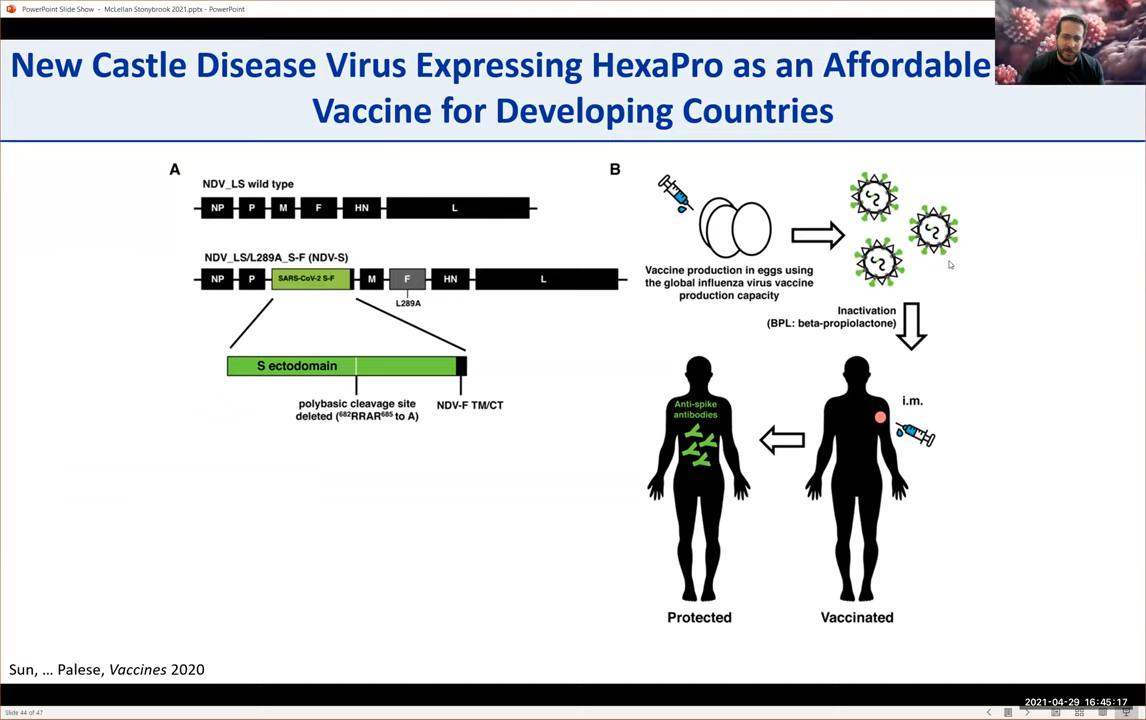 PowerPoint Slide Show - McLellan Stonybrook 2021.pptx - PowerPoint
New Castle Disease Virus Expressing HexaPro as an Affordable
Vaccine for Developing Countries
A
NDV_LS wild type
NP P M F HN L
NDV_LS/L289A_S-F (NDV-S)
NP P SARS-CoV-2 S-F M F HN L
L289A
S ectodomain
polybasic cleavage site
deleted (⁶⁸²RRAR⁶⁸⁵ to A)
NDV-F TM/CT
B
Vaccine production in eggs using
the global influenza virus vaccine
production capacity
Inactivation
(BPL: beta-propiolactone)
i.m.
Anti-spike
antibodies
Protected
Vaccinated
Sun, ... Palese, Vaccines 2020
2021-04-29 16:45:17
Slide 44 of 47